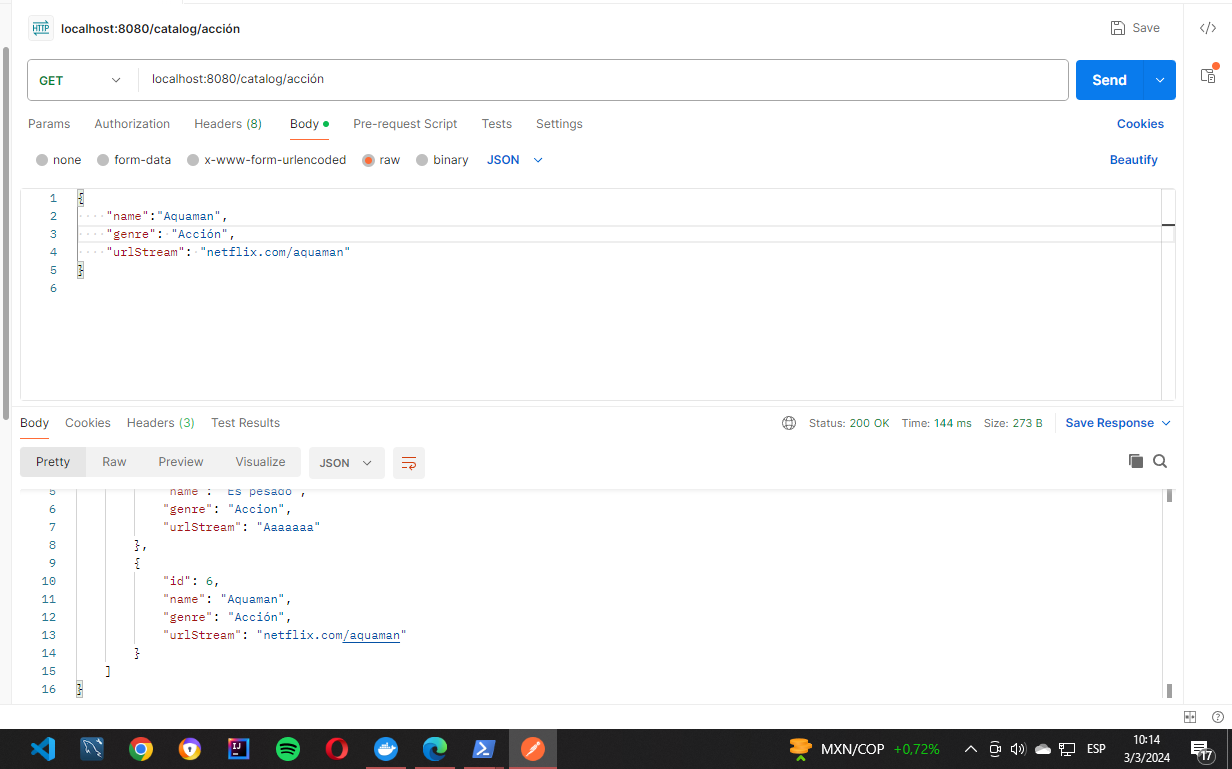 HTTP localhost:8080/catalog/acción Save
GET localhost:8080/catalog/acción Send
Params Authorization Headers (8) Body Pre-request Script Tests Settings Cookies
none form-data x-www-form-urlencoded raw binary JSON Beautify
1 {
2 "name":"Aquaman",
3 "genre": "Acción",
4 "urlStream": "netflix.com/aquaman"
5 }
6
Body Cookies Headers (3) Test Results Status: 200 OK Time: 144 ms Size: 273 B Save Response
Pretty Raw Preview Visualize JSON
5 "name": "Es pesado",
6 "genre": "Accion",
7 "urlStream": "Aaaaaaa"
8 },
9 {
10 "id": 6,
11 "name": "Aquaman",
12 "genre": "Acción",
13 "urlStream": "netflix.com/aquaman"
14 }
15 ]
16 }
MXN/COP +0,72% ESP 10:14
3/3/2024 17